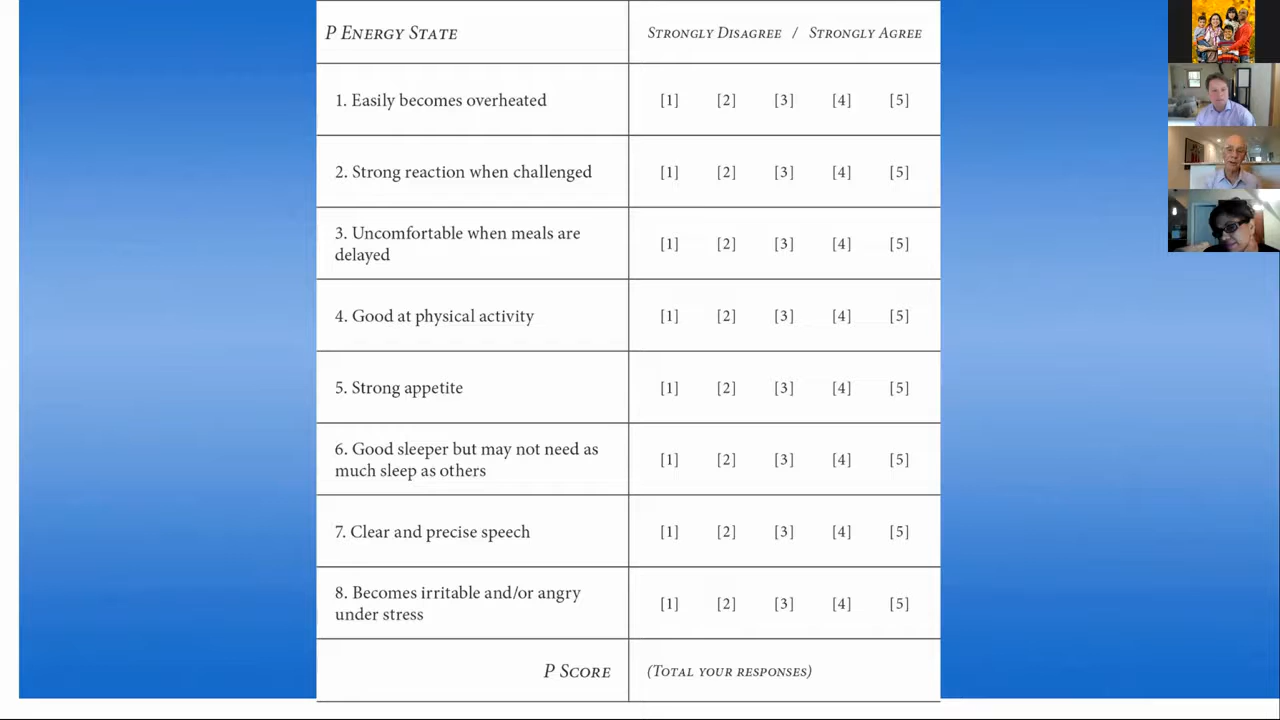 P Energy State
Strongly Disagree / Strongly Agree
1. Easily becomes overheated
[1] [2] [3] [4] [5]
2. Strong reaction when challenged
[1] [2] [3] [4] [5]
3. Uncomfortable when meals are
delayed
[1] [2] [3] [4] [5]
4. Good at physical activity
[1] [2] [3] [4] [5]
5. Strong appetite
[1] [2] [3] [4] [5]
6. Good sleeper but may not need as
much sleep as others
[1] [2] [3] [4] [5]
7. Clear and precise speech
[1] [2] [3] [4] [5]
8. Becomes irritable and/or angry
under stress
[1] [2] [3] [4] [5]
P Score
(Total your responses)